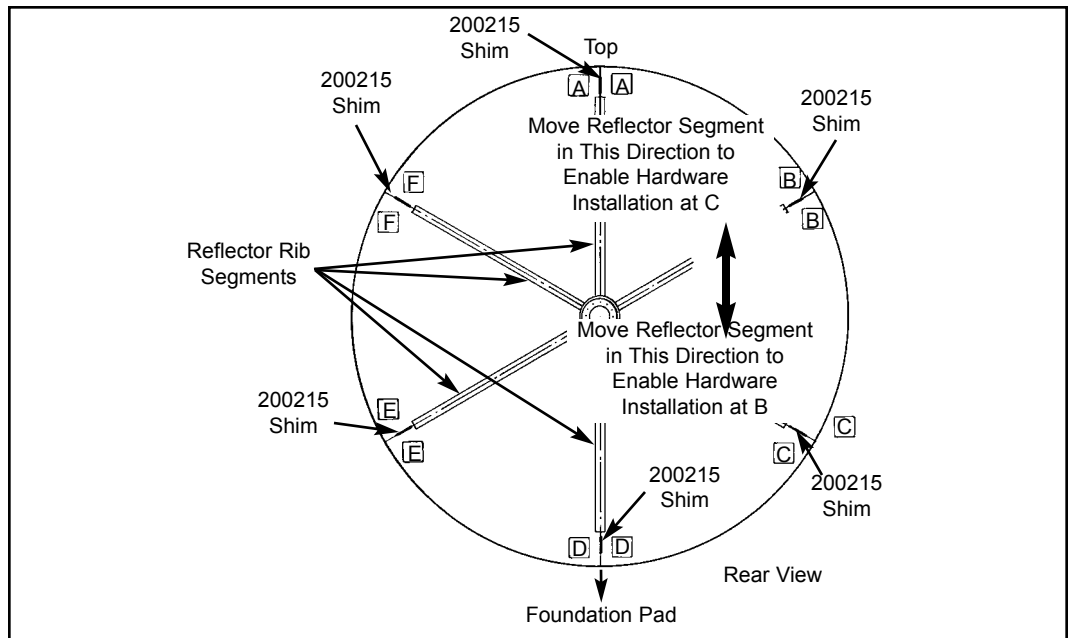 200215
Shim
Top
200215
Shim
A
A
200215
Shim
Move Reflector Segment
in This Direction to
Enable Hardware
Installation at C
F
F
B
B
Reflector Rib
Segments
Move Reflector Segment
in This Direction to
Enable Hardware
Installation at B
200215
Shim
E
E
C
C
200215
Shim
200215
Shim
D
D
Rear View
Foundation Pad